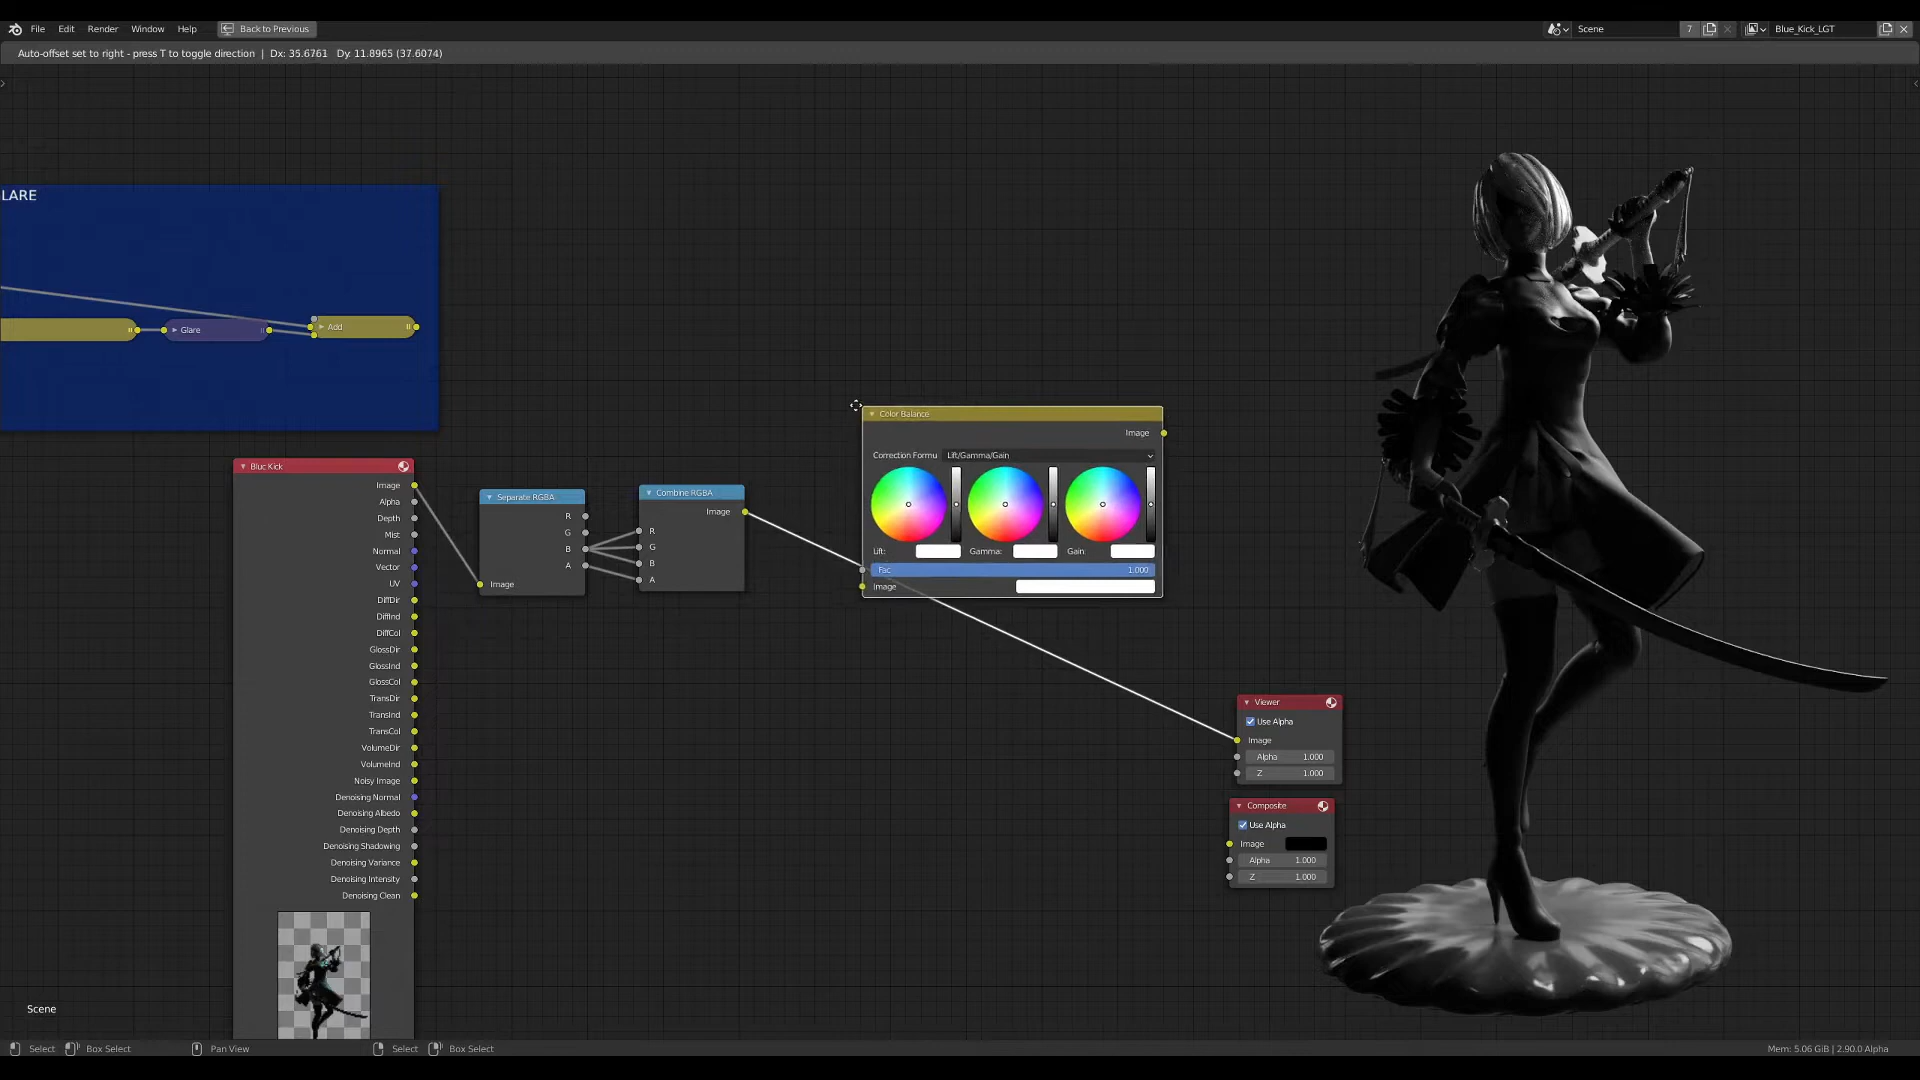 File Edit Render Window Help Back to Previous Scene 7 Blue_Kick_LGT
Auto-offset set to right - press T to toggle direction | Dx: 35.6761 Dy: 11.8965 (37.6074)
LARE
Glare
Add
Color Balance
Image
Correction Formu Lift/Gamma/Gain
Lift: Gamma: Gain:
Fac 1.000
Image
Bluc Kick
Image
Alpha
Depth
Mist
Normal
Vector
UV
DiffDir
DiffInd
DiffCol
GlossDir
GlossInd
GlossCol
TransDir
TransInd
TransCol
VolumeDir
VolumeInd
Noisy Image
Denoising Normal
Denoising Albedo
Denoising Depth
Denoising Shadowing
Denoising Variance
Denoising Intensity
Denoising Clean
Separate RGBA
R
G
B
A
Image
Combine RGBA
Image
R
G
B
A
Viewer
Use Alpha
Image
Alpha 1.000
Z 1.000
Composite
Use Alpha
Image
Alpha 1.000
Z 1.000
Scene
Select Box Select Pan View Select Box Select Mem: 5.06 GiB | 2.90.0 Alpha